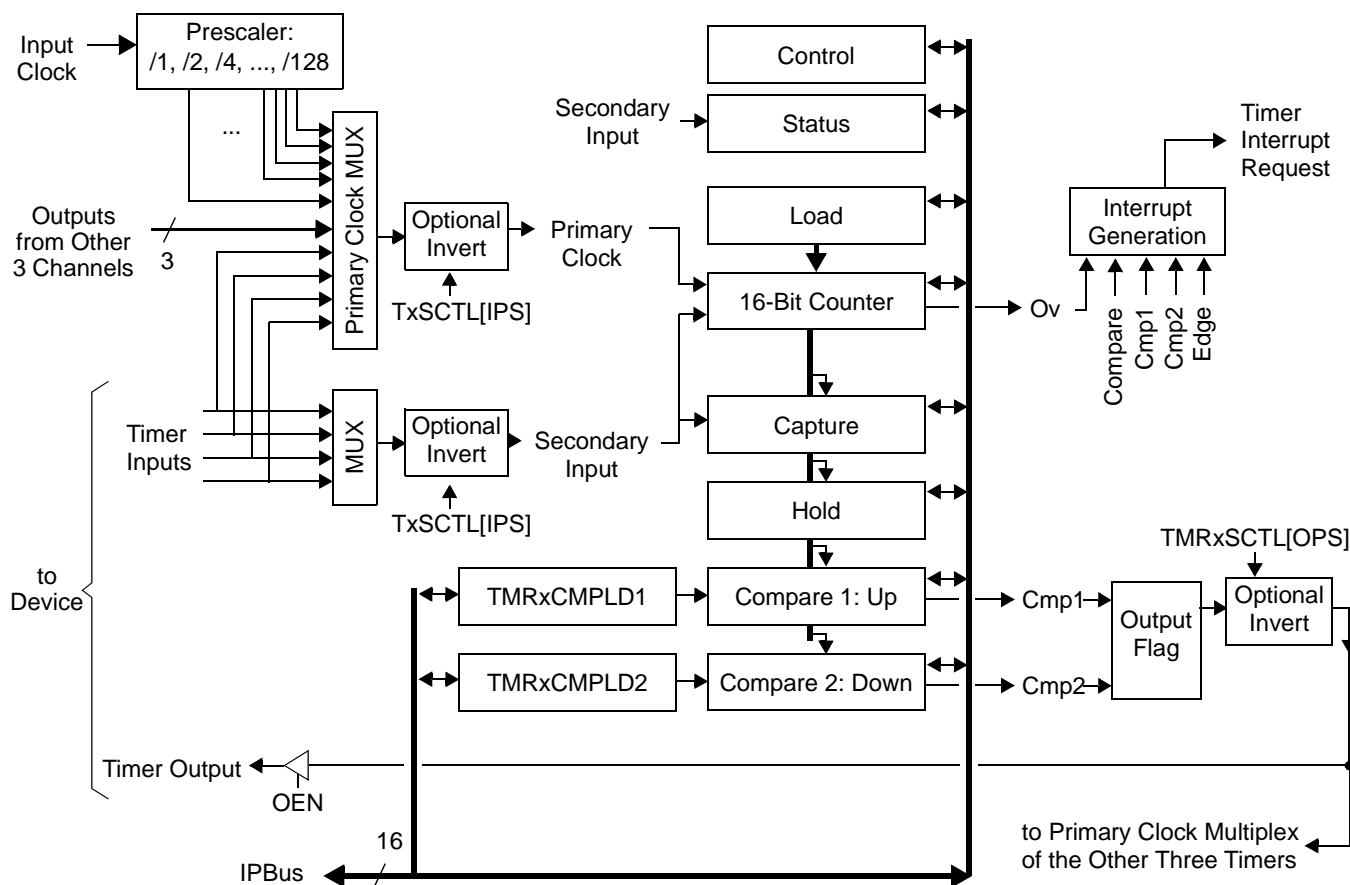 Input
Clock
Prescaler:
/1, /2, /4, ..., /128
...
Primary Clock MUX
Outputs
from Other
3 Channels
3
Optional
Invert
TxSCTL[IPS]
Primary
Clock
Control
Secondary
Input
Status
Load
16-Bit Counter
Ov
Timer
Interrupt
Request
Interrupt
Generation
Compare
Cmp1
Cmp2
Edge
Timer
Inputs
MUX
Optional
Invert
TxSCTL[IPS]
Secondary
Input
Capture
Hold
to
Device
TMRxCMPLD1
Compare 1: Up
Cmp1
TMRxCMPLD2
Compare 2: Down
Cmp2
Output
Flag
TMRxSCTL[OPS]
Optional
Invert
Timer Output
OEN
16
IPBus
to Primary Clock Multiplex
of the Other Three Timers